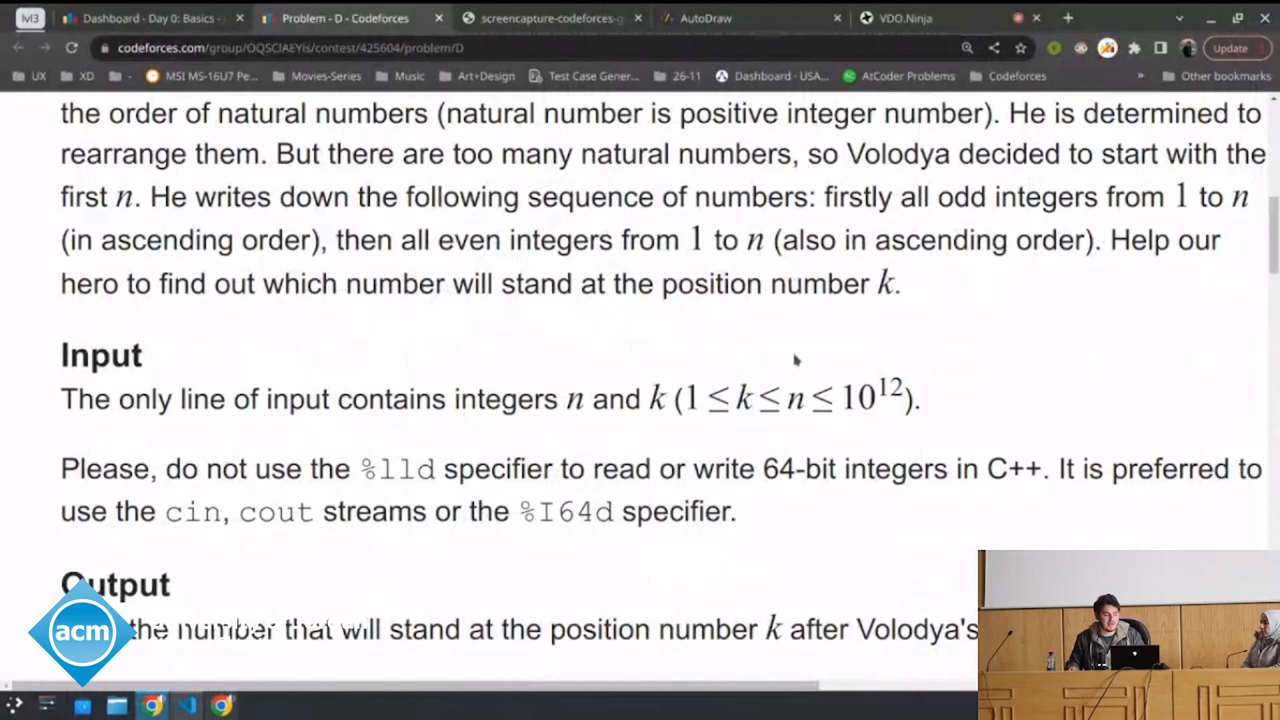 lvl3
Dashboard - Day 0: Basics -
Problem - D - Codeforces
screencapture-codeforces-g
AutoDraw
VDO.Ninja
codeforces.com/group/OQSCIAEYIs/contest/425604/problem/D
Update
UX
XD
-
MSI MS-16U7 Pe...
Movies-Series
Music
Art+Design
Test Case Gener...
26-11
Dashboard - USA...
AtCoder Problems
Codeforces
»
Other bookmarks
the order of natural numbers (natural number is positive integer number). He is determined to
rearrange them. But there are too many natural numbers, so Volodya decided to start with the
first n. He writes down the following sequence of numbers: firstly all odd integers from 1 to n
(in ascending order), then all even integers from 1 to n (also in ascending order). Help our
hero to find out which number will stand at the position number k.
Input
The only line of input contains integers n and k (1 ≤ k ≤ n ≤ 10¹²).
Please, do not use the %lld specifier to read or write 64-bit integers in C++. It is preferred to
use the cin, cout streams or the %I64d specifier.
Output
the number that will stand at the position number k after Volodya's
acm